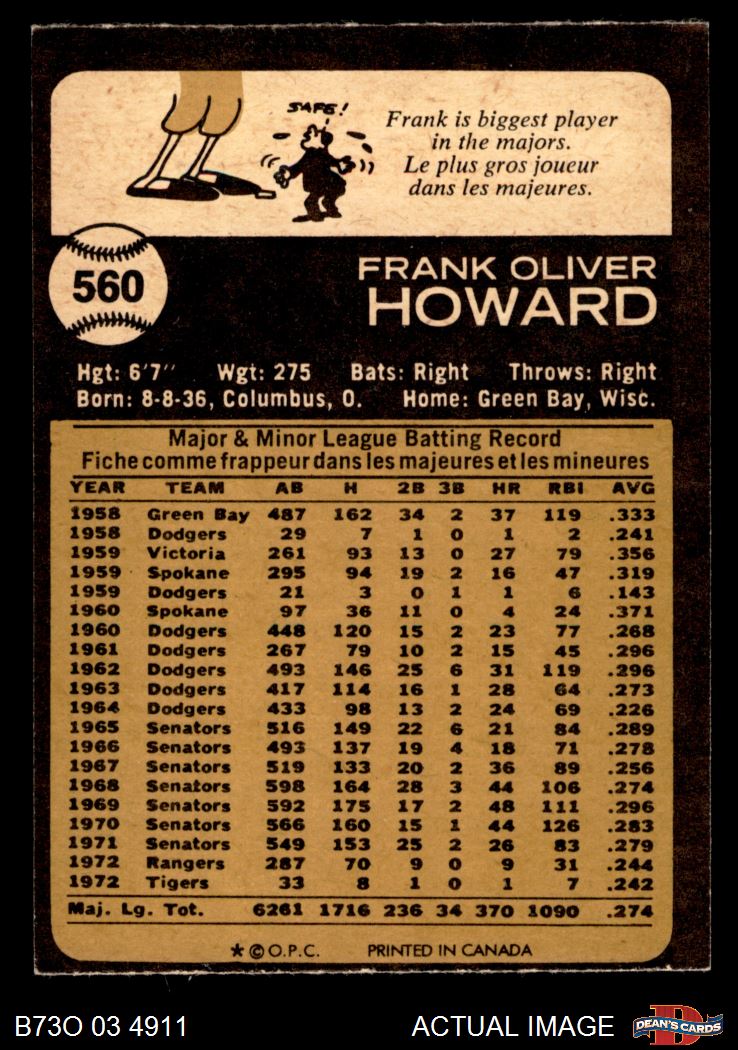 SAFE!
Frank is biggest player
in the majors.
Le plus gros joueur
dans les majeures.
560
FRANK OLIVER
HOWARD
Hgt: 6'7" Wgt: 275 Bats: Right Throws: Right
Born: 8-8-36, Columbus, O. Home: Green Bay, Wisc.
Major & Minor League Batting Record
Fiche comme frappeur dans les majeures et les mineures
YEAR TEAM AB H 2B 3B HR RBI AVG
1958 Green Bay 487 162 34 2 37 119 .333
1958 Dodgers 29 7 1 0 1 2 .241
1959 Victoria 261 93 13 0 27 79 .356
1959 Spokane 295 94 19 2 16 47 .319
1959 Dodgers 21 3 0 1 1 6 .143
1960 Spokane 97 36 11 0 4 24 .371
1960 Dodgers 448 120 15 2 23 77 .268
1961 Dodgers 267 79 10 2 15 45 .296
1962 Dodgers 493 146 25 6 31 119 .296
1963 Dodgers 417 114 16 1 28 64 .273
1964 Dodgers 433 98 13 2 24 69 .226
1965 Senators 516 149 22 6 21 84 .289
1966 Senators 493 137 19 4 18 71 .278
1967 Senators 519 133 20 2 36 89 .256
1968 Senators 598 164 28 3 44 106 .274
1969 Senators 592 175 17 2 48 111 .296
1970 Senators 566 160 15 1 44 126 .283
1971 Senators 549 153 25 2 26 83 .279
1972 Rangers 287 70 9 0 9 31 .244
1972 Tigers 33 8 1 0 1 7 .242
Maj. Lg. Tot. 6261 1716 236 34 370 1090 .274
★ © O.P.C. PRINTED IN CANADA
B73O 03 4911 ACTUAL IMAGE D DEAN'S CARDS